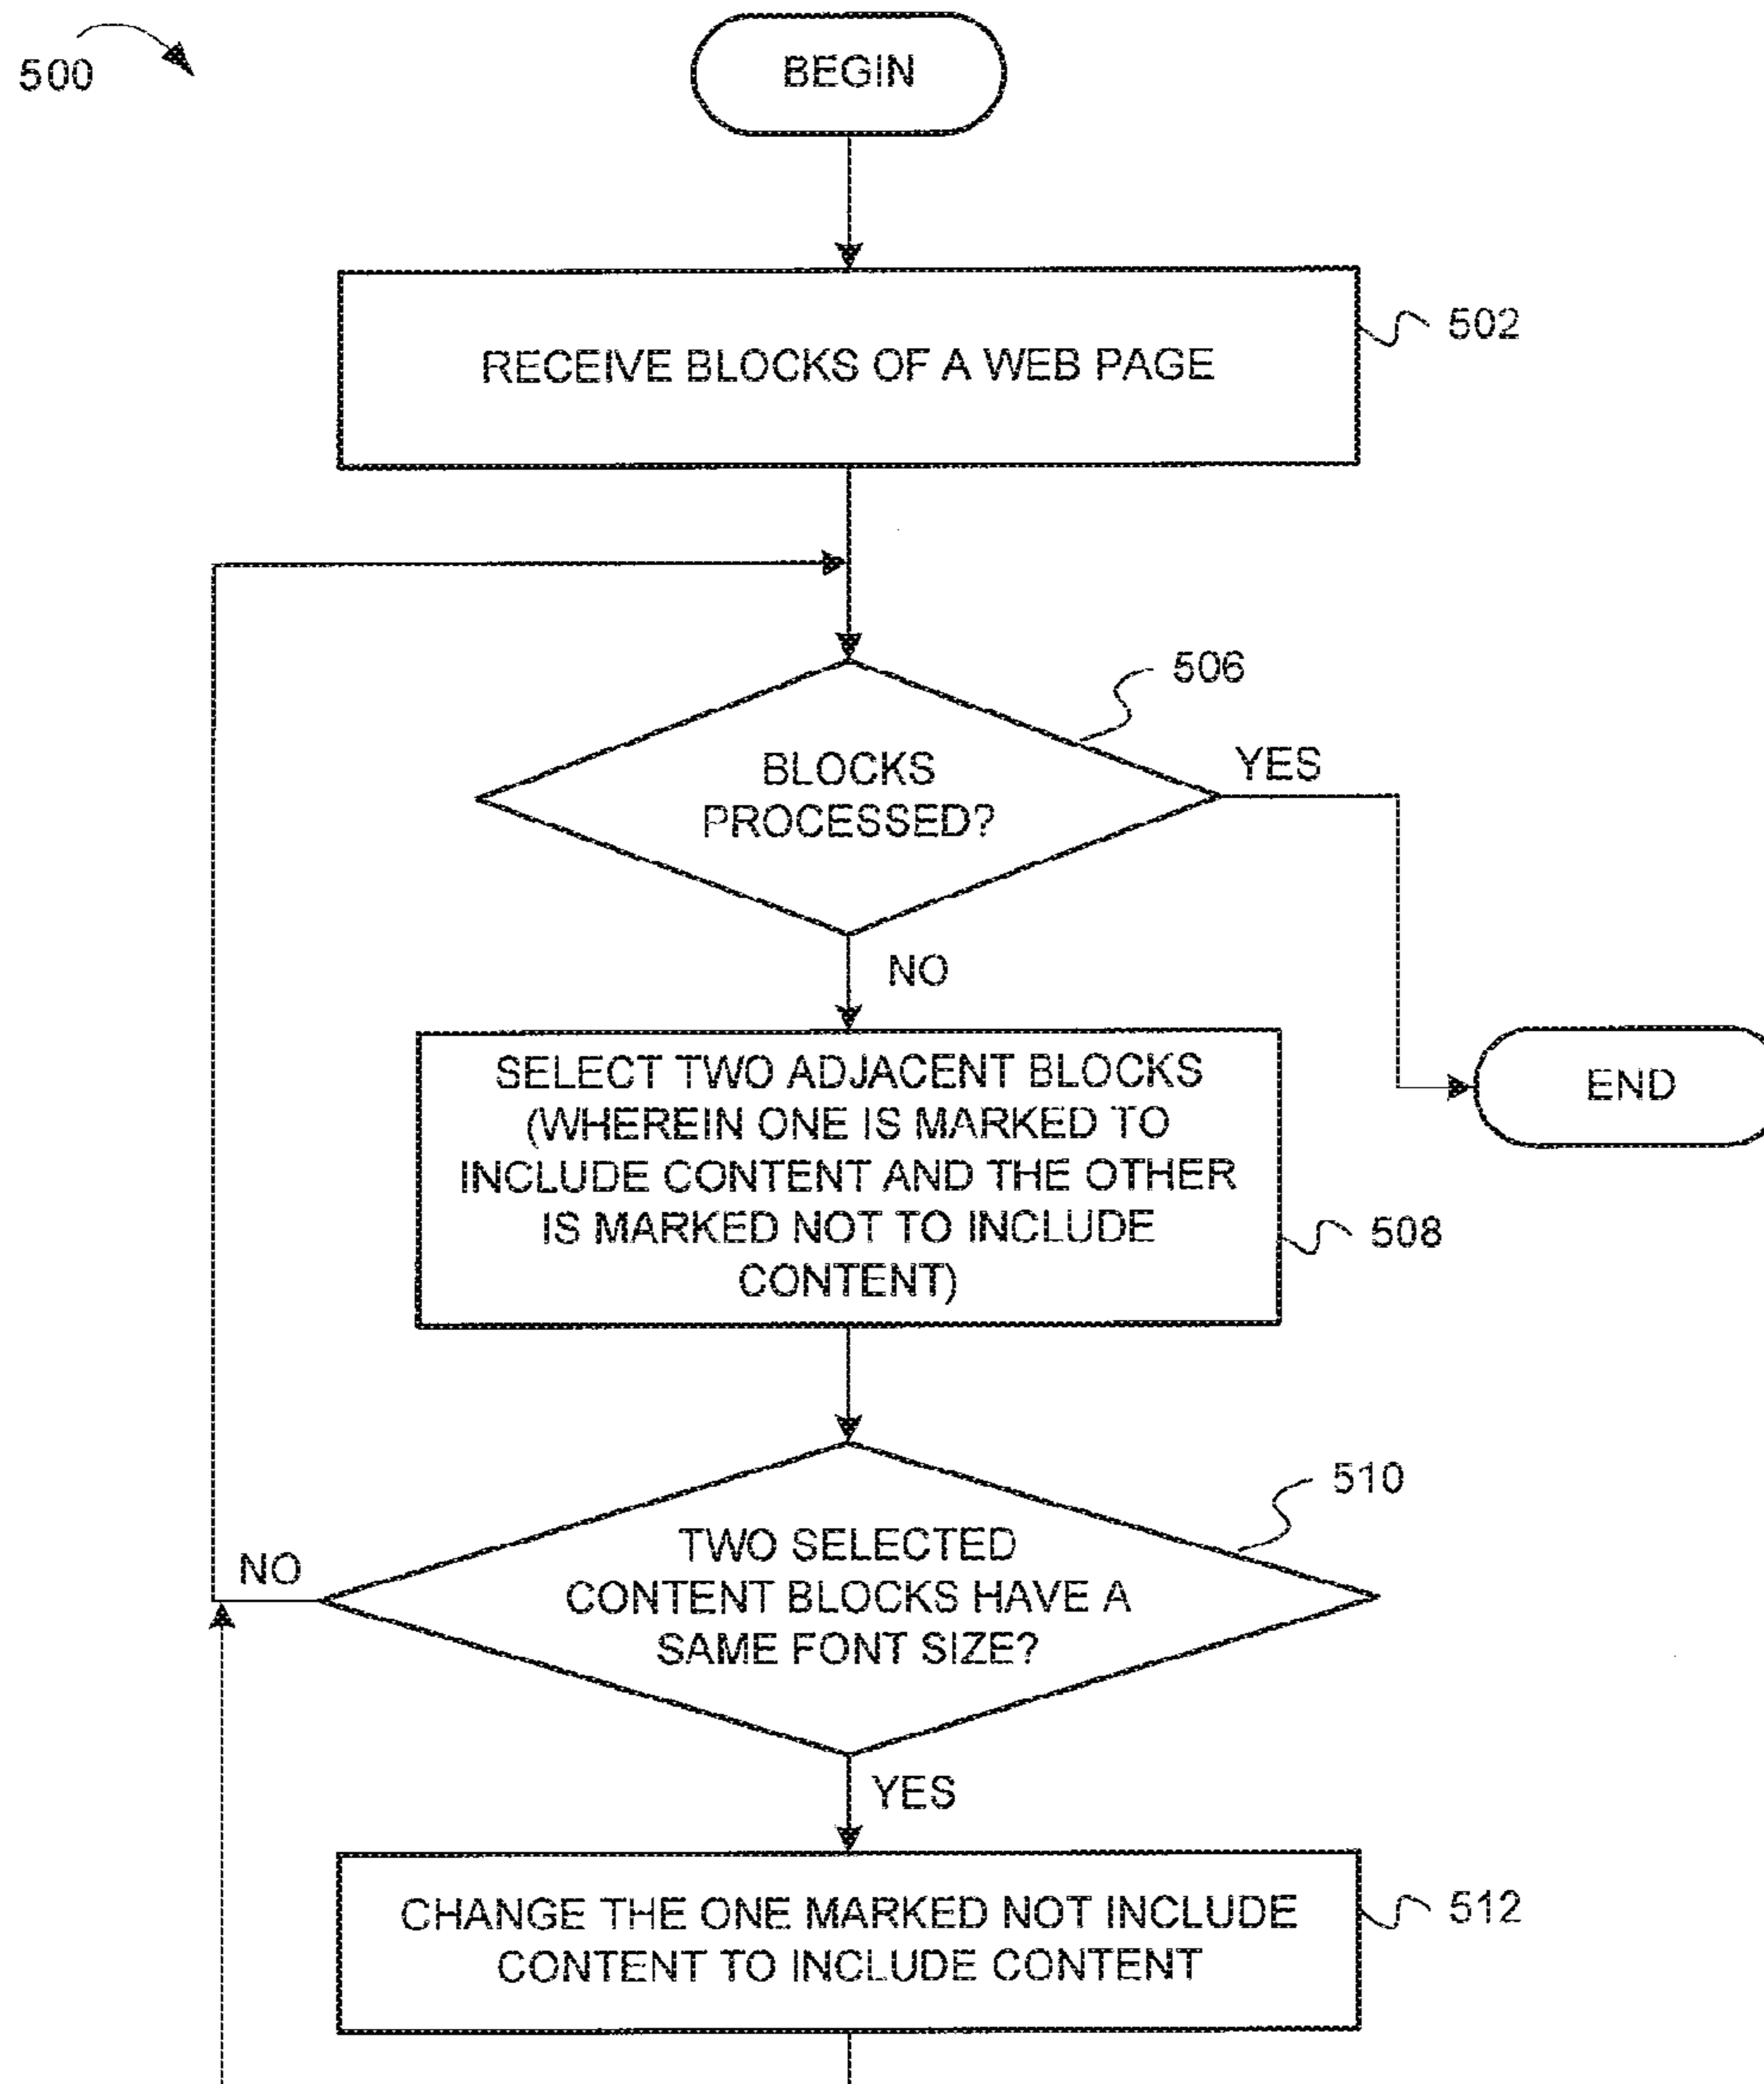 500
BEGIN
RECEIVE BLOCKS OF A WEB PAGE
502
506
BLOCKS
PROCESSED?
YES
NO
SELECT TWO ADJACENT BLOCKS
(WHEREIN ONE IS MARKED TO
INCLUDE CONTENT AND THE OTHER
IS MARKED NOT TO INCLUDE
CONTENT)
508
END
510
TWO SELECTED
CONTENT BLOCKS HAVE A
SAME FONT SIZE?
NO
YES
CHANGE THE ONE MARKED NOT INCLUDE
CONTENT TO INCLUDE CONTENT
512